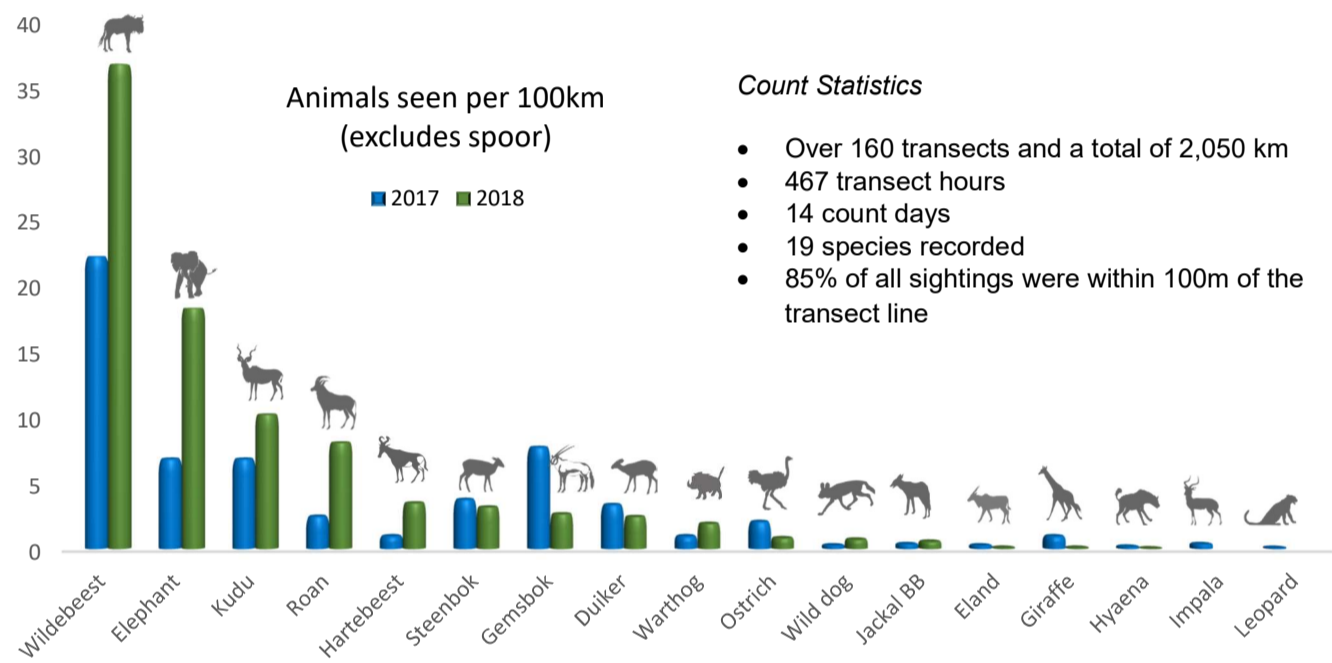 40
35
30
25
20
15
10
5
0
Animals seen per 100km
(excludes spoor)
2017 2018
Count Statistics
• Over 160 transects and a total of 2,050 km
• 467 transect hours
• 14 count days
• 19 species recorded
• 85% of all sightings were within 100m of the
transect line
Wildebeest
Elephant
Kudu
Roan
Hartebeest
Steenbok
Gemsbok
Duiker
Warthog
Ostrich
Wild dog
Jackal BB
Eland
Giraffe
Hyaena
Impala
Leopard